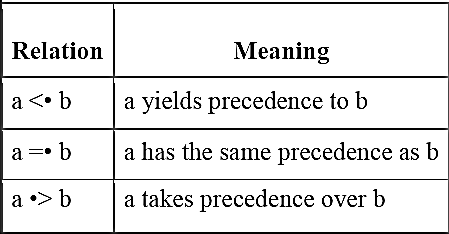 Relation Meaning
a <• b a yields precedence to b
a =• b a has the same precedence as b
a •> b a takes precedence over b